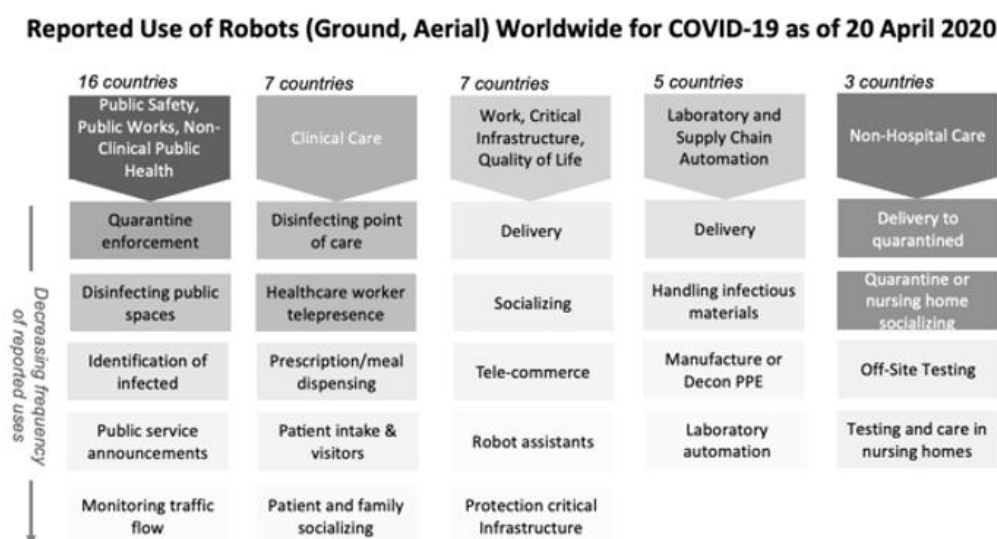 Reported Use of Robots (Ground, Aerial) Worldwide for COVID-19 as of 20 April 2020
16 countries
Public Safety,
Public Works, Non-
Clinical Public
Health
Quarantine
enforcement
Disinfecting public
spaces
Identification of
infected
Public service
announcements
Monitoring traffic
flow
7 countries
Clinical Care
Disinfecting point
of care
Healthcare worker
telepresence
Prescription/meal
dispensing
Patient intake &
visitors
Patient and family
socializing
7 countries
Work, Critical
Infrastructure,
Quality of Life
Delivery
Socializing
Tele-commerce
Robot assistants
Protection critical
Infrastructure
5 countries
Laboratory and
Supply Chain
Automation
Delivery
Handling infectious
materials
Manufacture or
Decon PPE
Laboratory
automation
3 countries
Non-Hospital Care
Delivery to
quarantined
Quarantine or
nursing home
socializing
Off-Site Testing
Testing and care in
nursing homes
Decreasing frequency
of reported uses